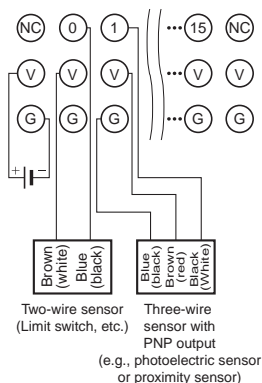 NC 0 1 ••• 15 NC
V V V ••• V V
G G G ••• G G
+ −
Brown
(white)
Blue
(black)
Blue
(black)
Brown
(red)
Black
(White)
Two-wire sensor
(Limit switch, etc.)
Three-wire
sensor with
PNP output
(e.g., photoelectric sensor
or proximity sensor)